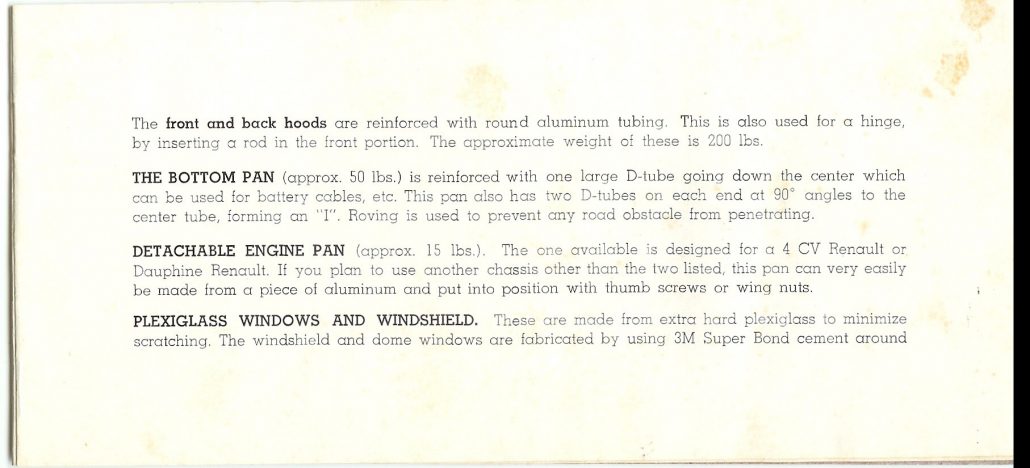 The front and back hoods are reinforced with round aluminum tubing. This is also used for a hinge,
by inserting a rod in the front portion. The approximate weight of these is 200 lbs.
THE BOTTOM PAN (approx. 50 lbs.) is reinforced with one large D-tube going down the center which
can be used for battery cables, etc. This pan also has two D-tubes on each end at 90° angles to the
center tube, forming an "I". Roving is used to prevent any road obstacle from penetrating.
DETACHABLE ENGINE PAN (approx. 15 lbs.). The one available is designed for a 4 CV Renault or
Dauphine Renault. If you plan to use another chassis other than the two listed, this pan can very easily
be made from a piece of aluminum and put into position with thumb screws or wing nuts.
PLEXIGLASS WINDOWS AND WINDSHIELD. These are made from extra hard plexiglass to minimize
scratching. The windshield and dome windows are fabricated by using 3M Super Bond cement around